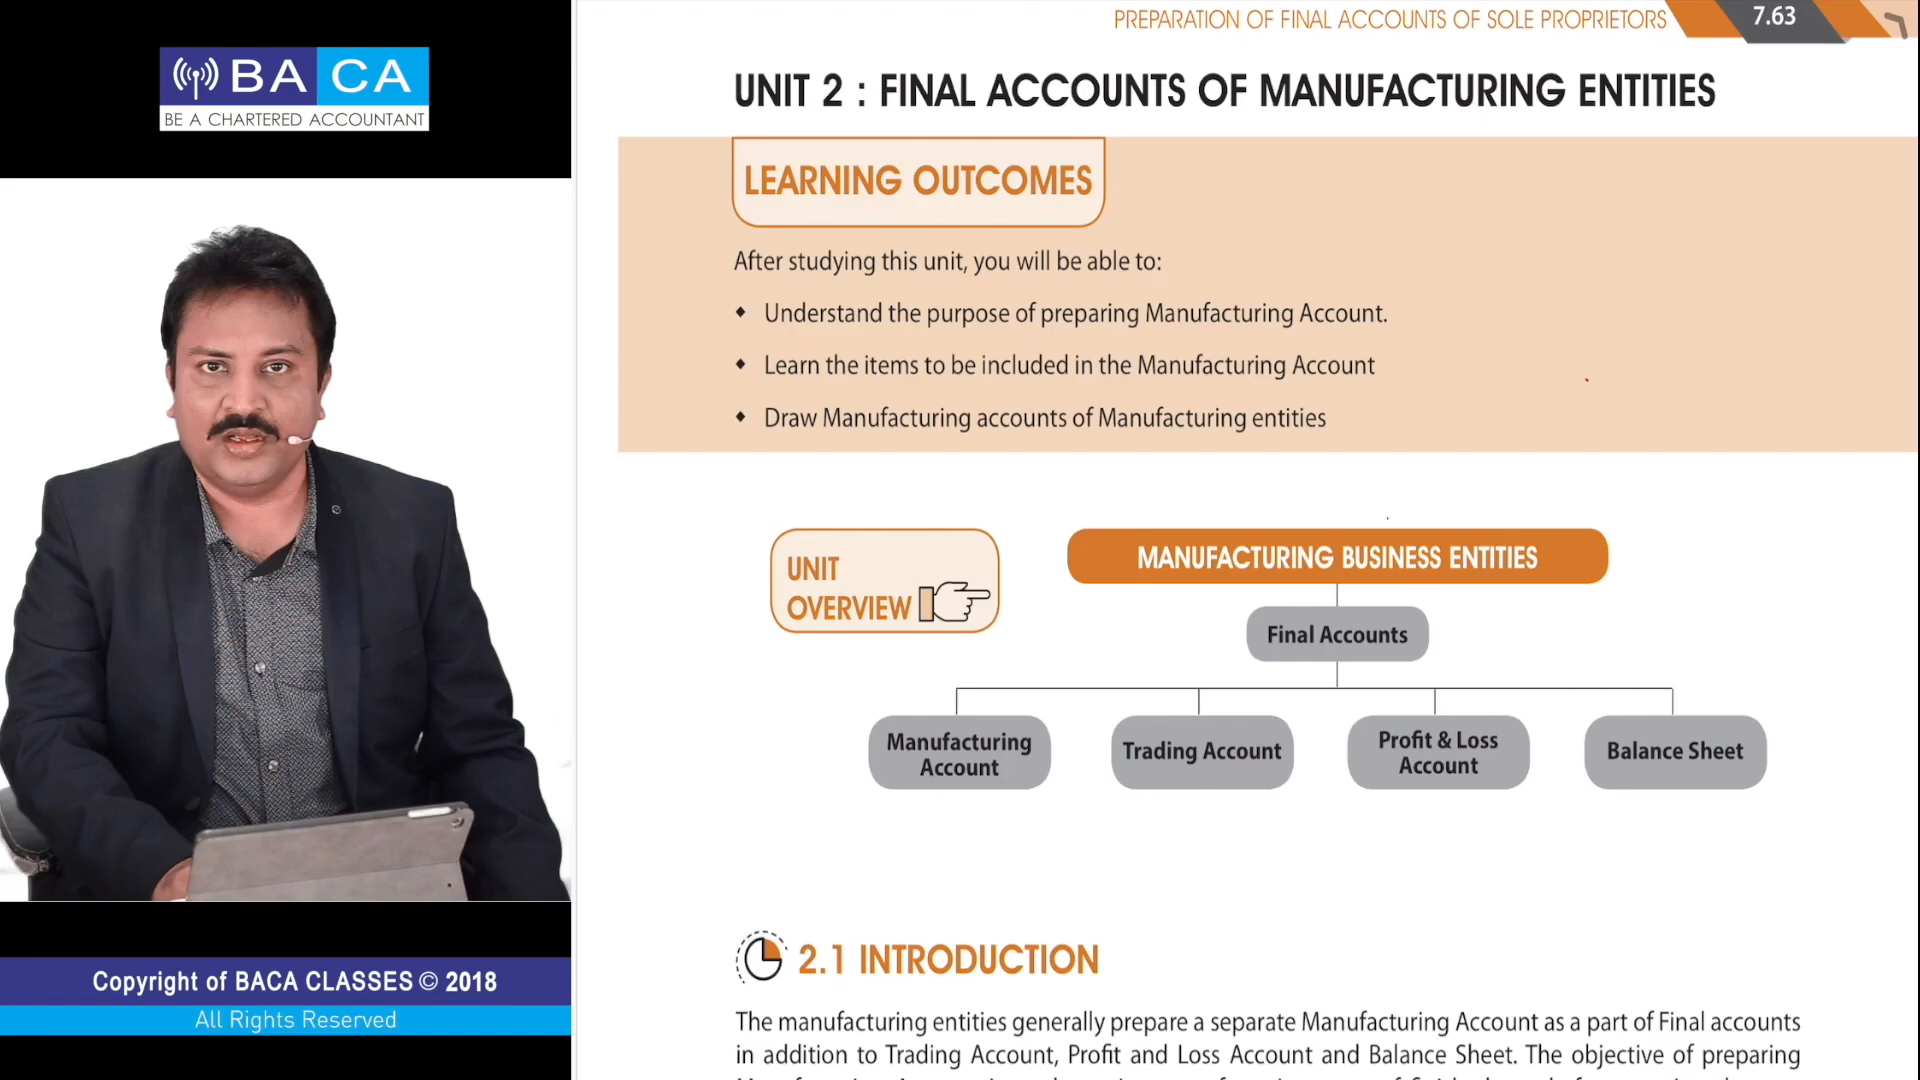 BA CA
BE A CHARTERED ACCOUNTANT
Copyright of BACA CLASSES © 2018
All Rights Reserved
PREPARATION OF FINAL ACCOUNTS OF SOLE PROPRIETORS
7.63
UNIT 2 : FINAL ACCOUNTS OF MANUFACTURING ENTITIES
LEARNING OUTCOMES
After studying this unit, you will be able to:
◆ Understand the purpose of preparing Manufacturing Account.
◆ Learn the items to be included in the Manufacturing Account
◆ Draw Manufacturing accounts of Manufacturing entities
UNIT
OVERVIEW
MANUFACTURING BUSINESS ENTITIES
Final Accounts
Manufacturing
Account
Trading Account
Profit & Loss
Account
Balance Sheet
2.1 INTRODUCTION
The manufacturing entities generally prepare a separate Manufacturing Account as a part of Final accounts
in addition to Trading Account, Profit and Loss Account and Balance Sheet. The objective of preparing